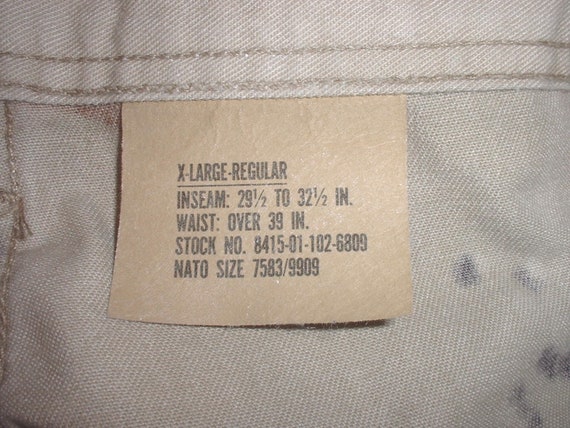 X-LARGE-REGULAR
INSEAM: 29½ TO 32½ IN.
WAIST: OVER 39 IN.
STOCK NO. 8415-01-102-6800
NATO SIZE 7583/9909